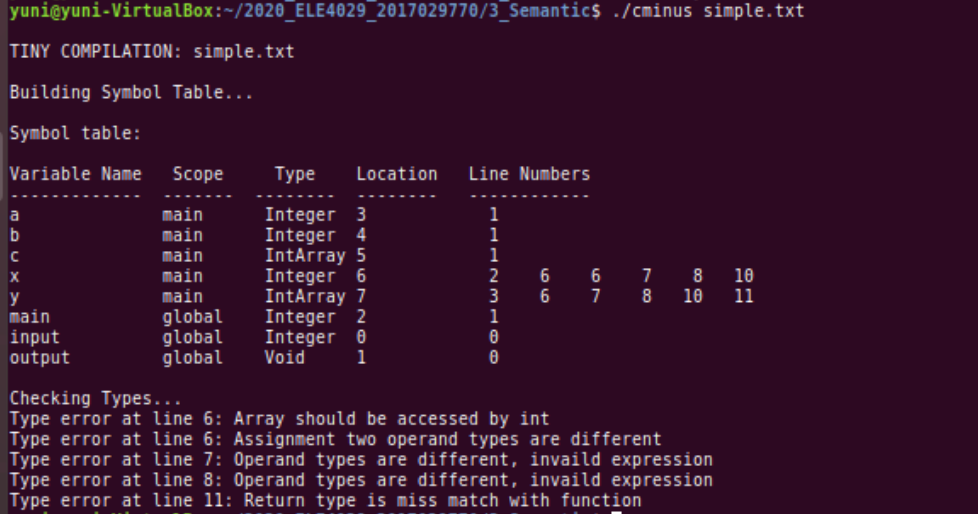 yuni@yuni-VirtualBox:~/2020_ELE4029_2017029770/3_Semantic$ ./cminus simple.txt
TINY COMPILATION: simple.txt
Building Symbol Table...
Symbol table:
Variable Name   Scope     Type    Location   Line Numbers
-------------  -------  --------  --------   ------------
a              main      Integer  3            1
b              main      Integer  4            1
c              main      IntArray 5            1
x              main      Integer  6            2    6    6    7    8   10
y              main      IntArray 7            3    6    7    8   10   11
main           global    Integer  2            1
input          global    Integer  0            0
output         global    Void     1            0
Checking Types...
Type error at line 6: Array should be accessed by int
Type error at line 6: Assignment two operand types are different
Type error at line 7: Operand types are different, invaild expression
Type error at line 8: Operand types are different, invaild expression
Type error at line 11: Return type is miss match with function